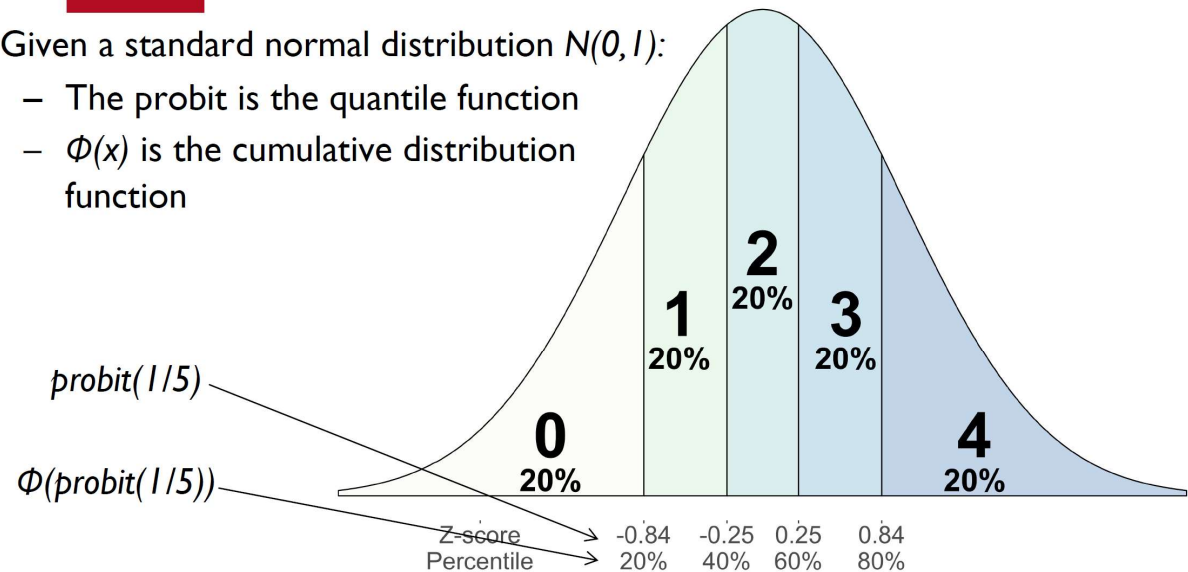 Given a standard normal distribution N(0,1):
– The probit is the quantile function
– Φ(x) is the cumulative distribution
function
2
20%
1
20%
3
20%
probit(1/5)
0
20%
4
20%
Φ(probit(1/5))
Z-score -0.84 -0.25 0.25 0.84
Percentile 20% 40% 60% 80%